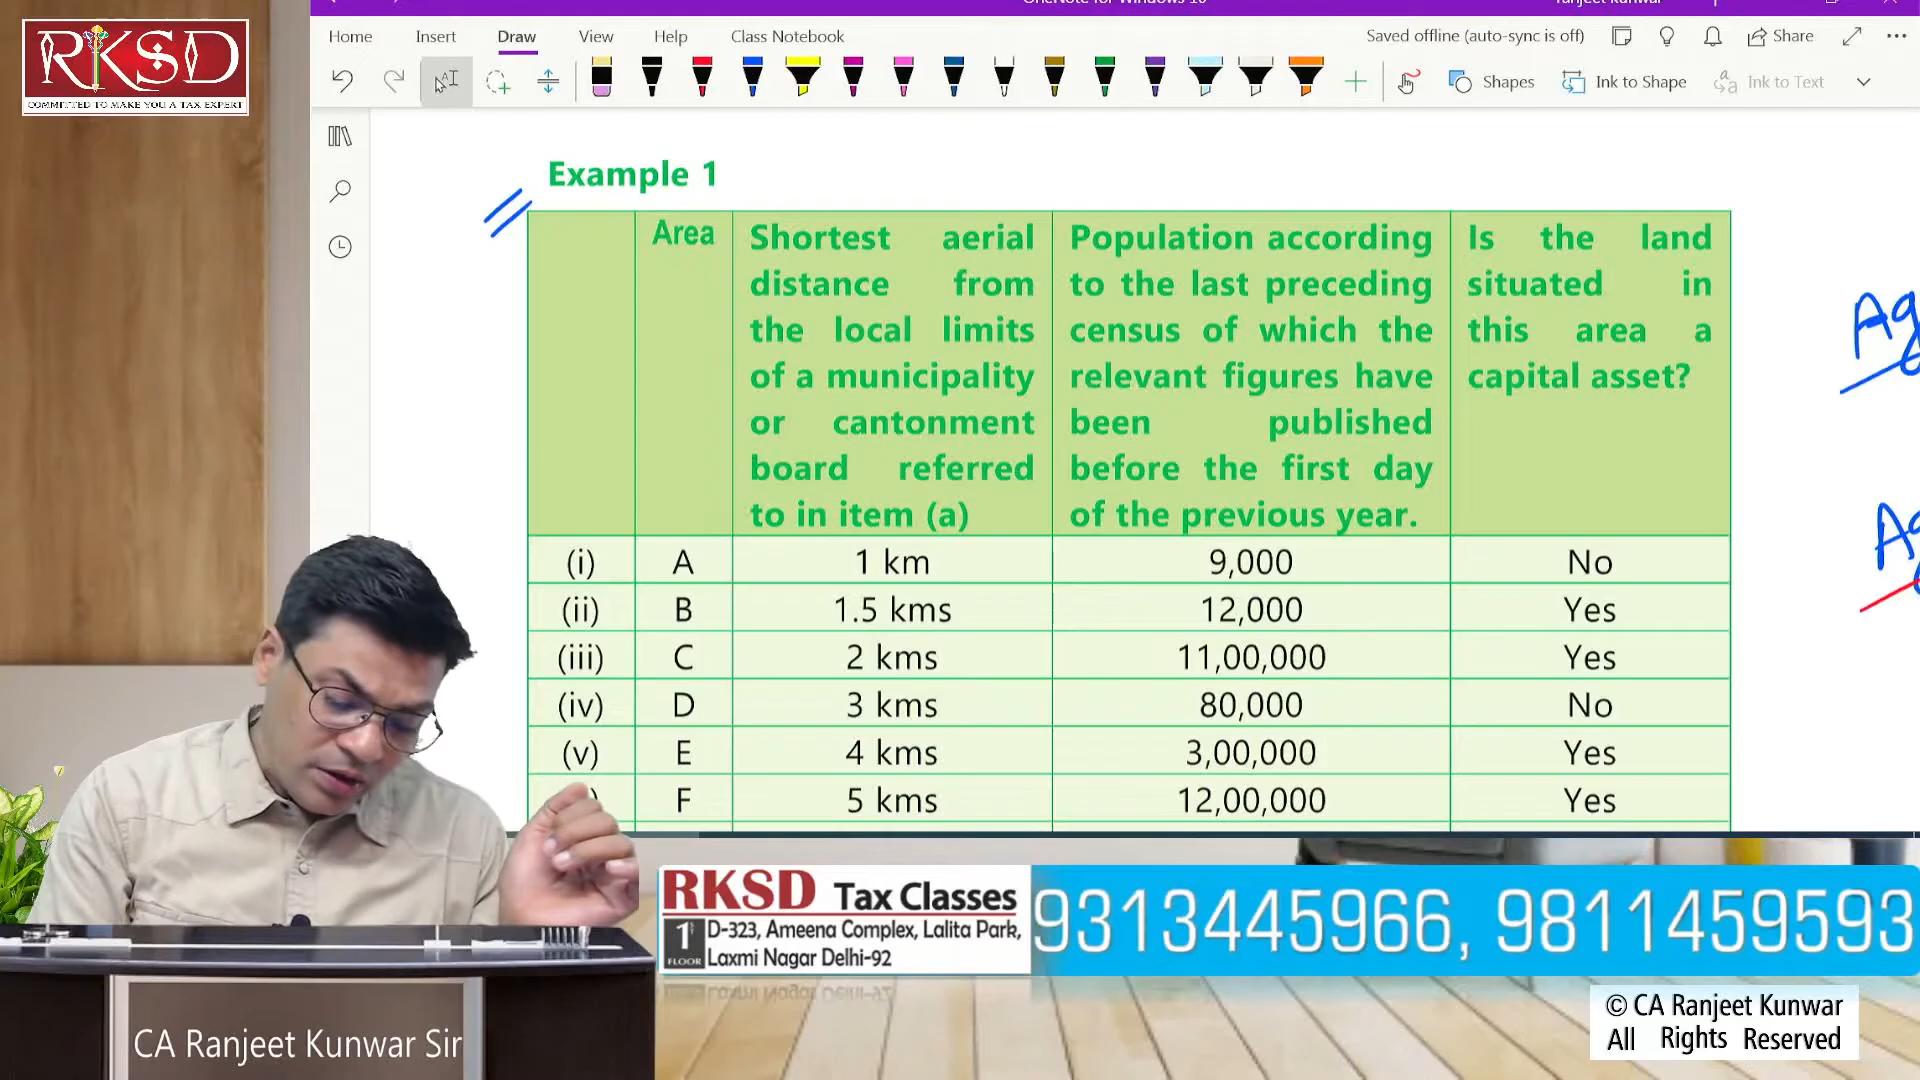 RKSD
COMMITTED TO MAKE YOU A TAX EXPERT
Home Insert Draw View Help Class Notebook
Saved offline (auto-sync is off) Share
Shapes Ink to Shape Ink to Text
Example 1
Area
Shortest aerial distance from the local limits of a municipality or cantonment board referred to in item (a)
Population according to the last preceding census of which the relevant figures have been published before the first day of the previous year.
Is the land situated in this area a capital asset?
(i) A 1 km 9,000 No
(ii) B 1.5 kms 12,000 Yes
(iii) C 2 kms 11,00,000 Yes
(iv) D 3 kms 80,000 No
(v) E 4 kms 3,00,000 Yes
F 5 kms 12,00,000 Yes
RKSD Tax Classes
1st FLOOR
D-323, Ameena Complex, Lalita Park,
Laxmi Nagar Delhi-92
9313445966, 9811459593
CA Ranjeet Kunwar Sir
© CA Ranjeet Kunwar
All Rights Reserved